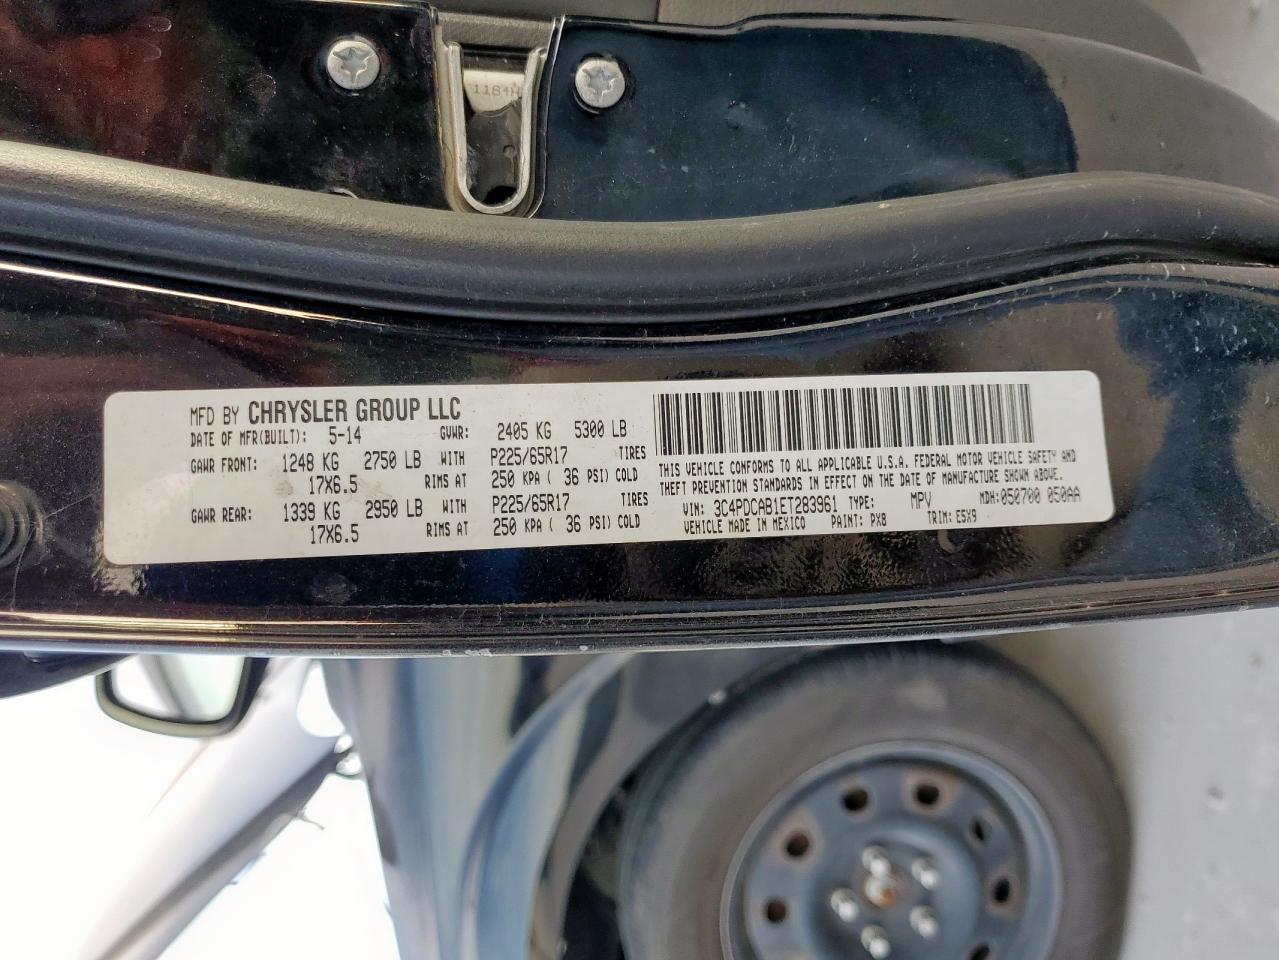 1184H
MFD BY CHRYSLER GROUP LLC
DATE OF MFR(BUILT): 5-14 GVWR: 2405 KG 5300 LB
GAWR FRONT: 1248 KG 2750 LB WITH P225/65R17 TIRES
17X6.5 RIMS AT 250 KPA ( 36 PSI) COLD
GAWR REAR: 1339 KG 2950 LB WITH P225/65R17 TIRES
17X6.5 RIMS AT 250 KPA ( 36 PSI) COLD
THIS VEHICLE CONFORMS TO ALL APPLICABLE U.S.A. FEDERAL MOTOR VEHICLE SAFETY AND
THEFT PREVENTION STANDARDS IN EFFECT ON THE DATE OF MANUFACTURE SHOWN ABOVE.
VIN: 3C4PDCAB1ET283961 TYPE: MPV MDH:050700 050AA
VEHICLE MADE IN MEXICO PAINT: PX8 TRIM: E5X9